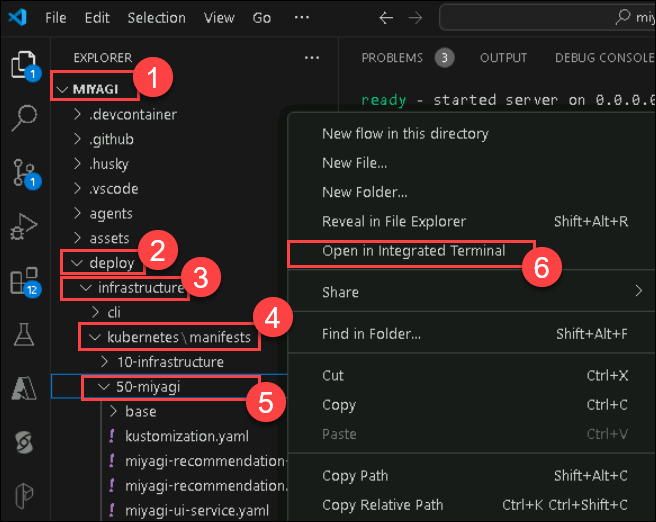 File Edit Selection View Go ... miy
EXPLORER ...
1
MIYAGI 1
.devcontainer
.github
.husky
.vscode
agents
assets
deploy 2
infrastructure 3
cli
kubernetes\manifests 4
10-infrastructure
50-miyagi 5
base
kustomization.yaml
miyagi-recommendation-
miyagi-recommendation.
miyagi-ui-service.yaml
1
12
PROBLEMS 3 OUTPUT DEBUG CONSOLE
ready - started server on 0.0.0.0
New flow in this directory
New File...
New Folder...
Reveal in File Explorer Shift+Alt+R
Open in Integrated Terminal 6
Share
Find in Folder... Shift+Alt+F
Cut Ctrl+X
Copy Ctrl+C
Paste Ctrl+V
Copy Path Shift+Alt+C
Copy Relative Path Ctrl+K Ctrl+Shift+C